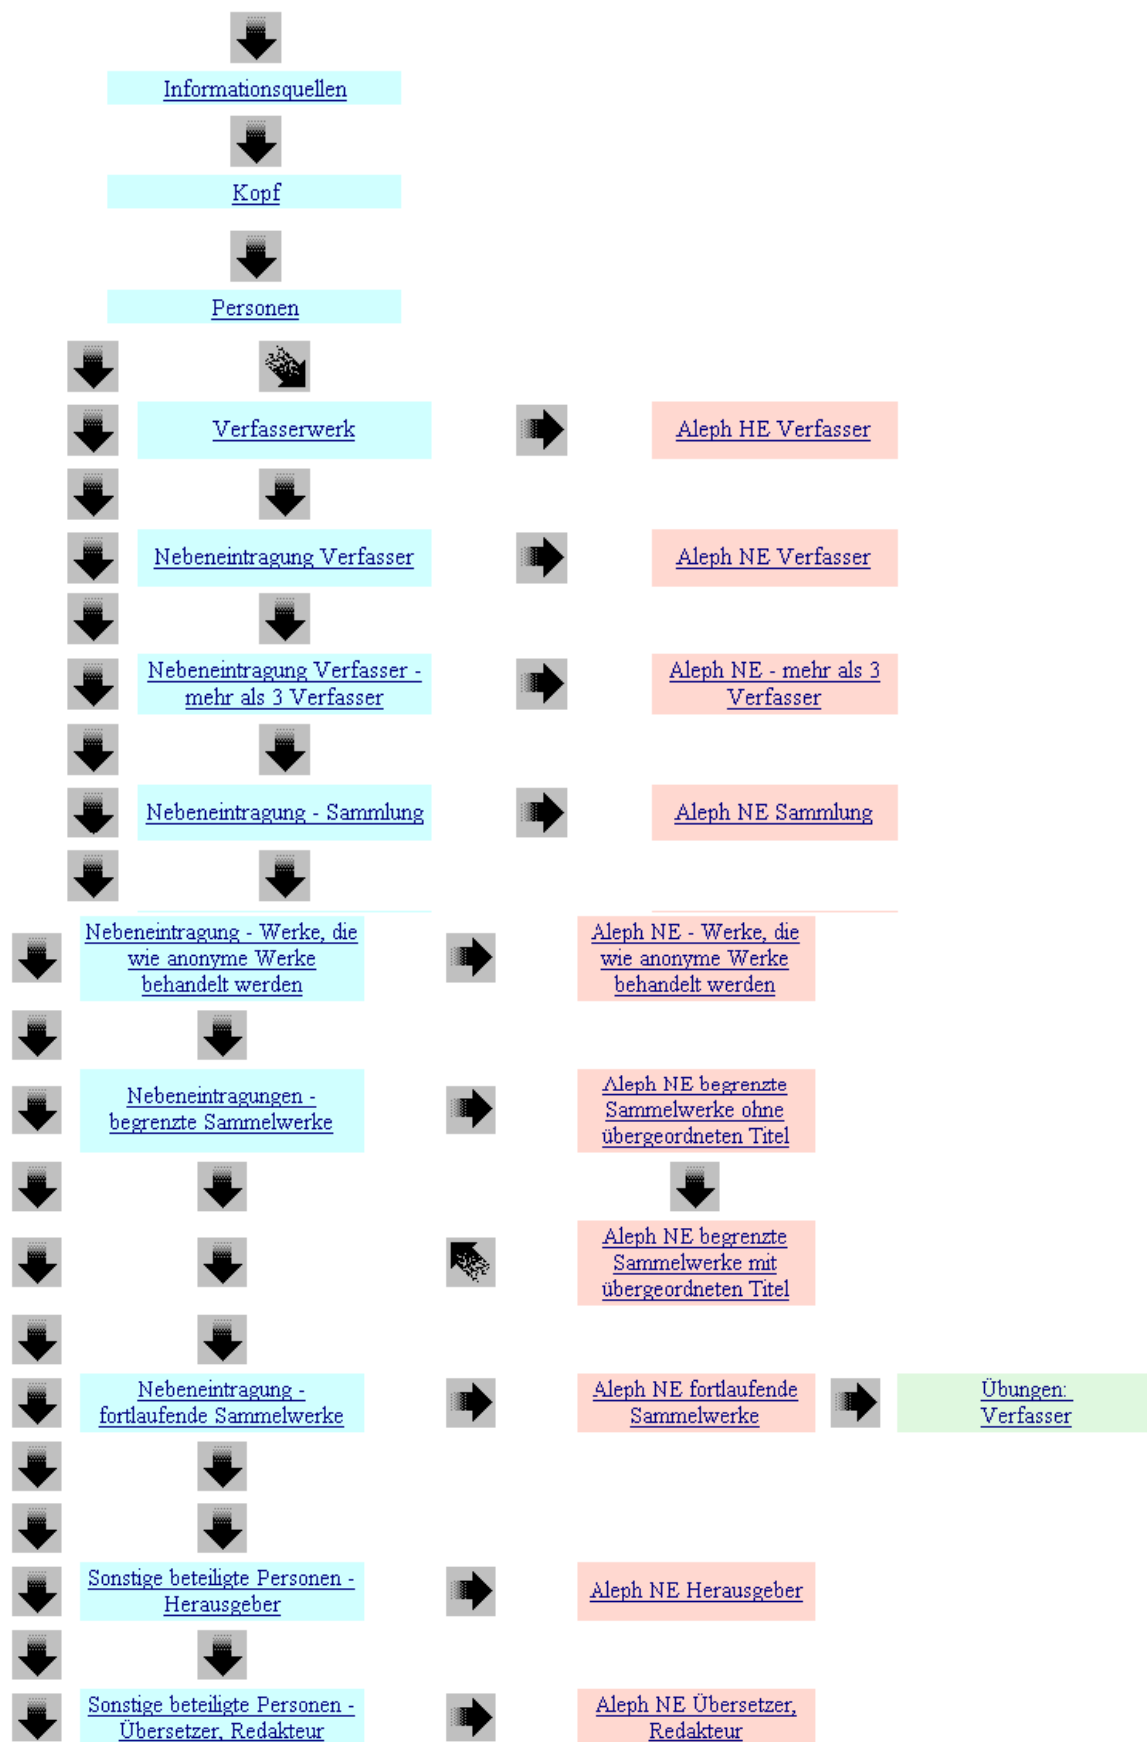 Informationsquellen
Kopf
Personen
Verfasserwerk
Aleph HE Verfasser
Nebeneintragung Verfasser
Aleph NE Verfasser
Nebeneintragung Verfasser -
mehr als 3 Verfasser
Aleph NE - mehr als 3
Verfasser
Nebeneintragung - Sammlung
Aleph NE Sammlung
Nebeneintragung - Werke, die
wie anonyme Werke
behandelt werden
Aleph NE - Werke, die
wie anonyme Werke
behandelt werden
Nebeneintragungen -
begrenzte Sammelwerke
Aleph NE begrenzte
Sammelwerke ohne
übergeordneten Titel
Aleph NE begrenzte
Sammelwerke mit
übergeordneten Titel
Nebeneintragung -
fortlaufende Sammelwerke
Aleph NE fortlaufende
Sammelwerke
Übungen:
Verfasser
Sonstige beteiligte Personen -
Herausgeber
Aleph NE Herausgeber
Sonstige beteiligte Personen -
Übersetzer, Redakteur
Aleph NE Übersetzer,
Redakteur